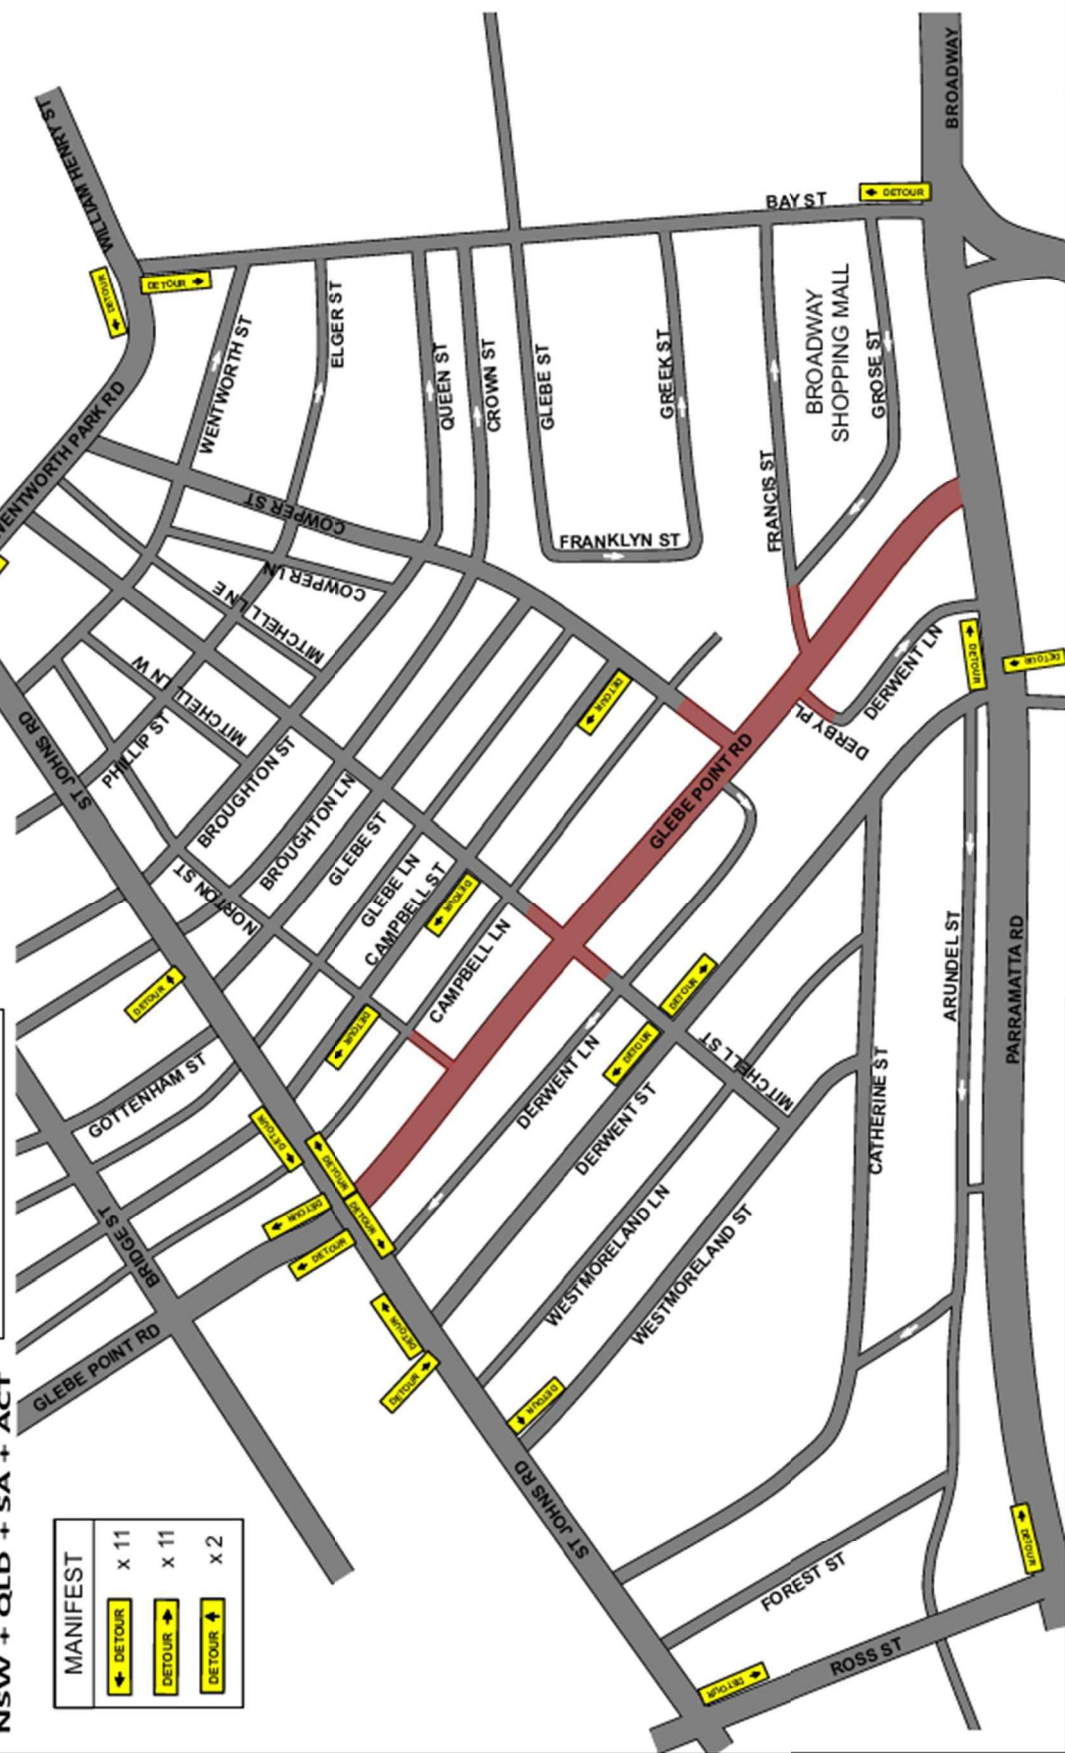 NSW + QLD + SA + ACT
MANIFEST
DETOUR x 11
DETOUR x 11
DETOUR x 2
WILLIAM HENRY ST
BROADWAY
DETOUR
BAY ST
DETOUR
DETOUR
WENTWORTH ST
ELGER ST
QUEEN ST
CROWN ST
GLEBE ST
GREEK ST
BROADWAY
SHOPPING MALL
GROSE ST
WENTWORTH PARK RD
COWPER ST
FRANCIS ST
FRANKLYN ST
COWPER LN
MITCHELL LN E
MITCHELL LN W
DERWENT LN
DETOUR
DETOUR
DERBY PL
DETOUR
ST JOHNS RD
PHILLIP ST
BROUGHTON ST
BROUGHTON LN
GLEBE ST
GLEBE LN
CAMPBELL ST
NORTON ST
GLEBE POINT RD
DETOUR
CAMPBELL LN
DETOUR
DETOUR
DETOUR
DETOUR
ARUNDEL ST
PARRAMATTA RD
GOTTENHAM ST
DERWENT LN
DERWENT ST
MITCHELL ST
CATHERINE ST
DETOUR
DETOUR
DETOUR
DETOUR
DETOUR
BRIDGE ST
WESTMORELAND LN
WESTMORELAND ST
GLEBE POINT RD
DETOUR
DETOUR
DETOUR
ST JOHNS RD
FOREST ST
DETOUR
ROSS ST
DETOUR